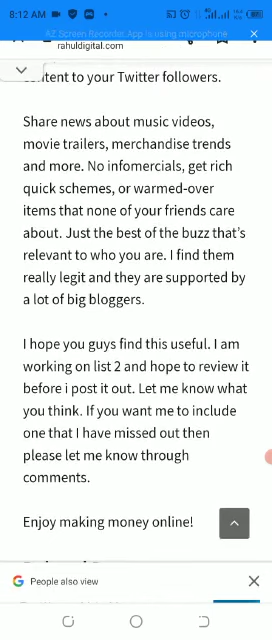 8:12 AM
AZ Screen Recorder App is using microphone
rahuldigital.com
to your Twitter followers.
Share news about music videos,
movie trailers, merchandise trends
and more. No infomercials, get rich
quick schemes, or warmed-over
items that none of your friends care
about. Just the best of the buzz that's
relevant to who you are. I find them
really legit and they are supported by
a lot of big bloggers.
I hope you guys find this useful. I am
working on list 2 and hope to review it
before i post it out. Let me know what
you think. If you want me to include
one that I have missed out then
please let me know through
comments.
Enjoy making money online!
G People also view